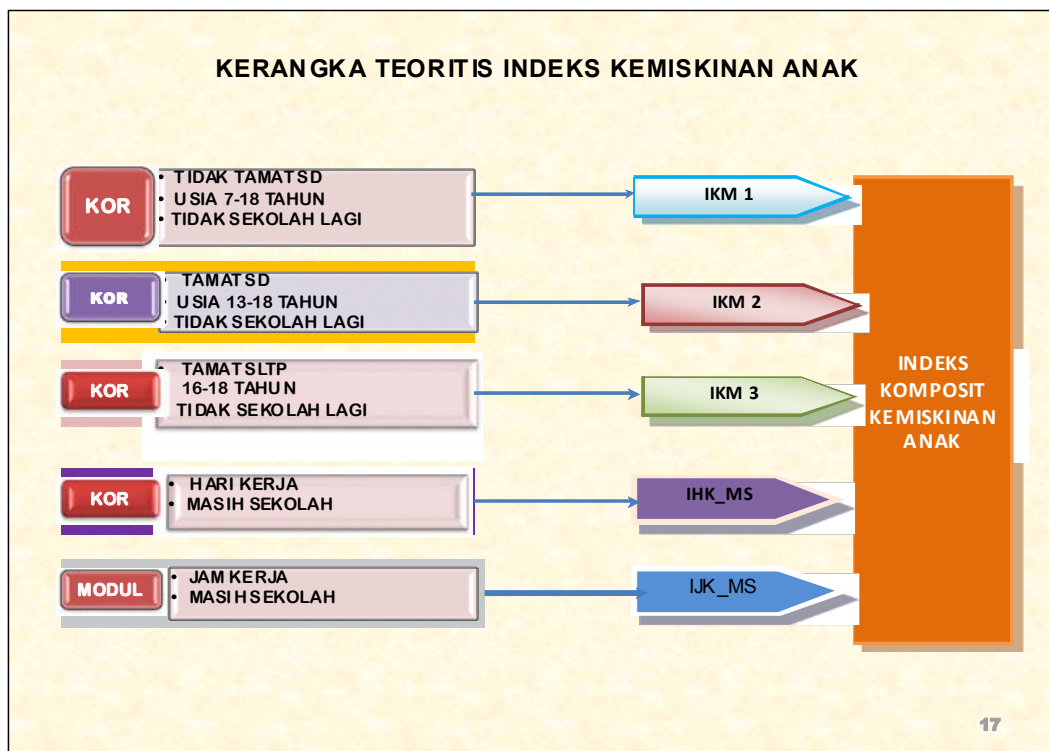 KERANGKA TEORITIS INDEKS KEMISKINAN ANAK
KOR
• TIDAK TAMAT SD
• USIA 7-18 TAHUN
• TIDAK SEKOLAH LAGI
IKM 1
KOR
• TAMAT SD
• USIA 13-18 TAHUN
• TIDAK SEKOLAH LAGI
IKM 2
KOR
• TAMAT SLTP
16-18 TAHUN
TIDAK SEKOLAH LAGI
IKM 3
KOR
• HARI KERJA
• MASIH SEKOLAH
IHK_MS
MODUL
• JAM KERJA
• MASIH SEKOLAH
IJK_MS
INDEKS
KOMPOSIT
KEMISKINAN
ANAK
17